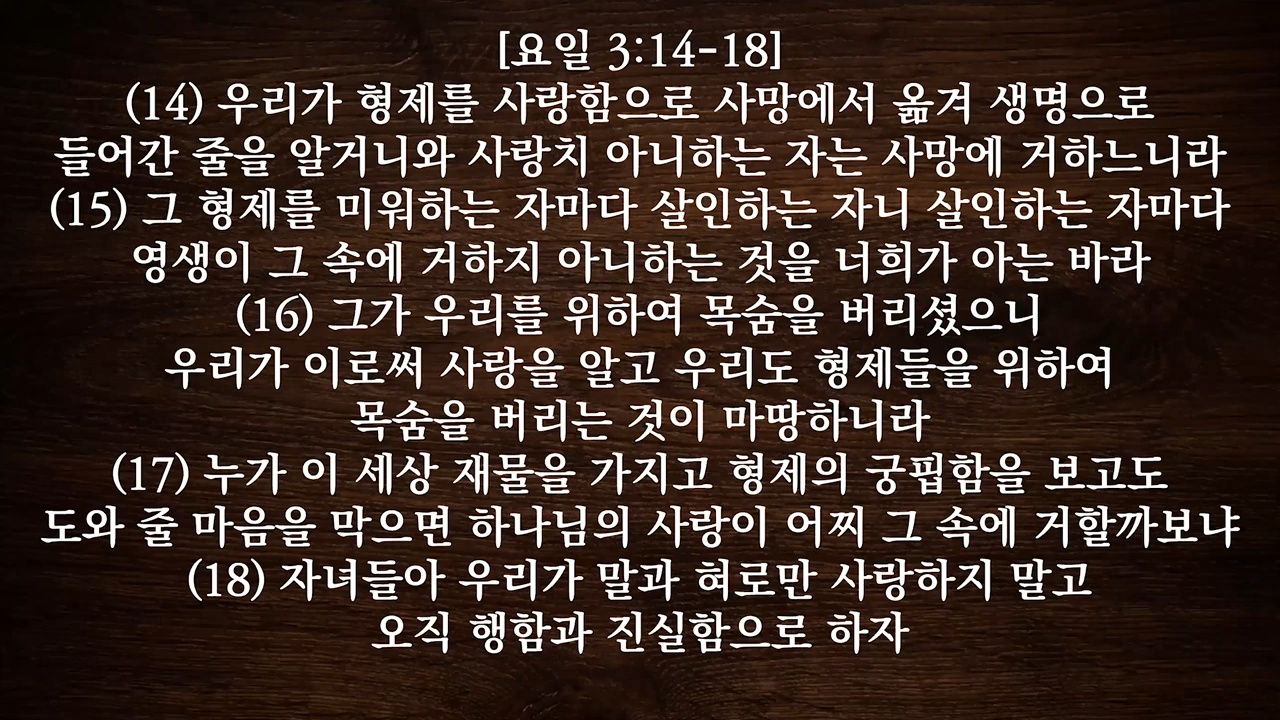 [요일 3:14-18]
(14) 우리가 형제를 사랑함으로 사망에서 옮겨 생명으로
들어간 줄을 알거니와 사랑치 아니하는 자는 사망에 거하느니라
(15) 그 형제를 미워하는 자마다 살인하는 자니 살인하는 자마다
영생이 그 속에 거하지 아니하는 것을 너희가 아는 바라
(16) 그가 우리를 위하여 목숨을 버리셨으니
우리가 이로써 사랑을 알고 우리도 형제들을 위하여
목숨을 버리는 것이 마땅하니라
(17) 누가 이 세상 재물을 가지고 형제의 궁핍함을 보고도
도와 줄 마음을 막으면 하나님의 사랑이 어찌 그 속에 거할까보냐
(18) 자녀들아 우리가 말과 혀로만 사랑하지 말고
오직 행함과 진실함으로 하자